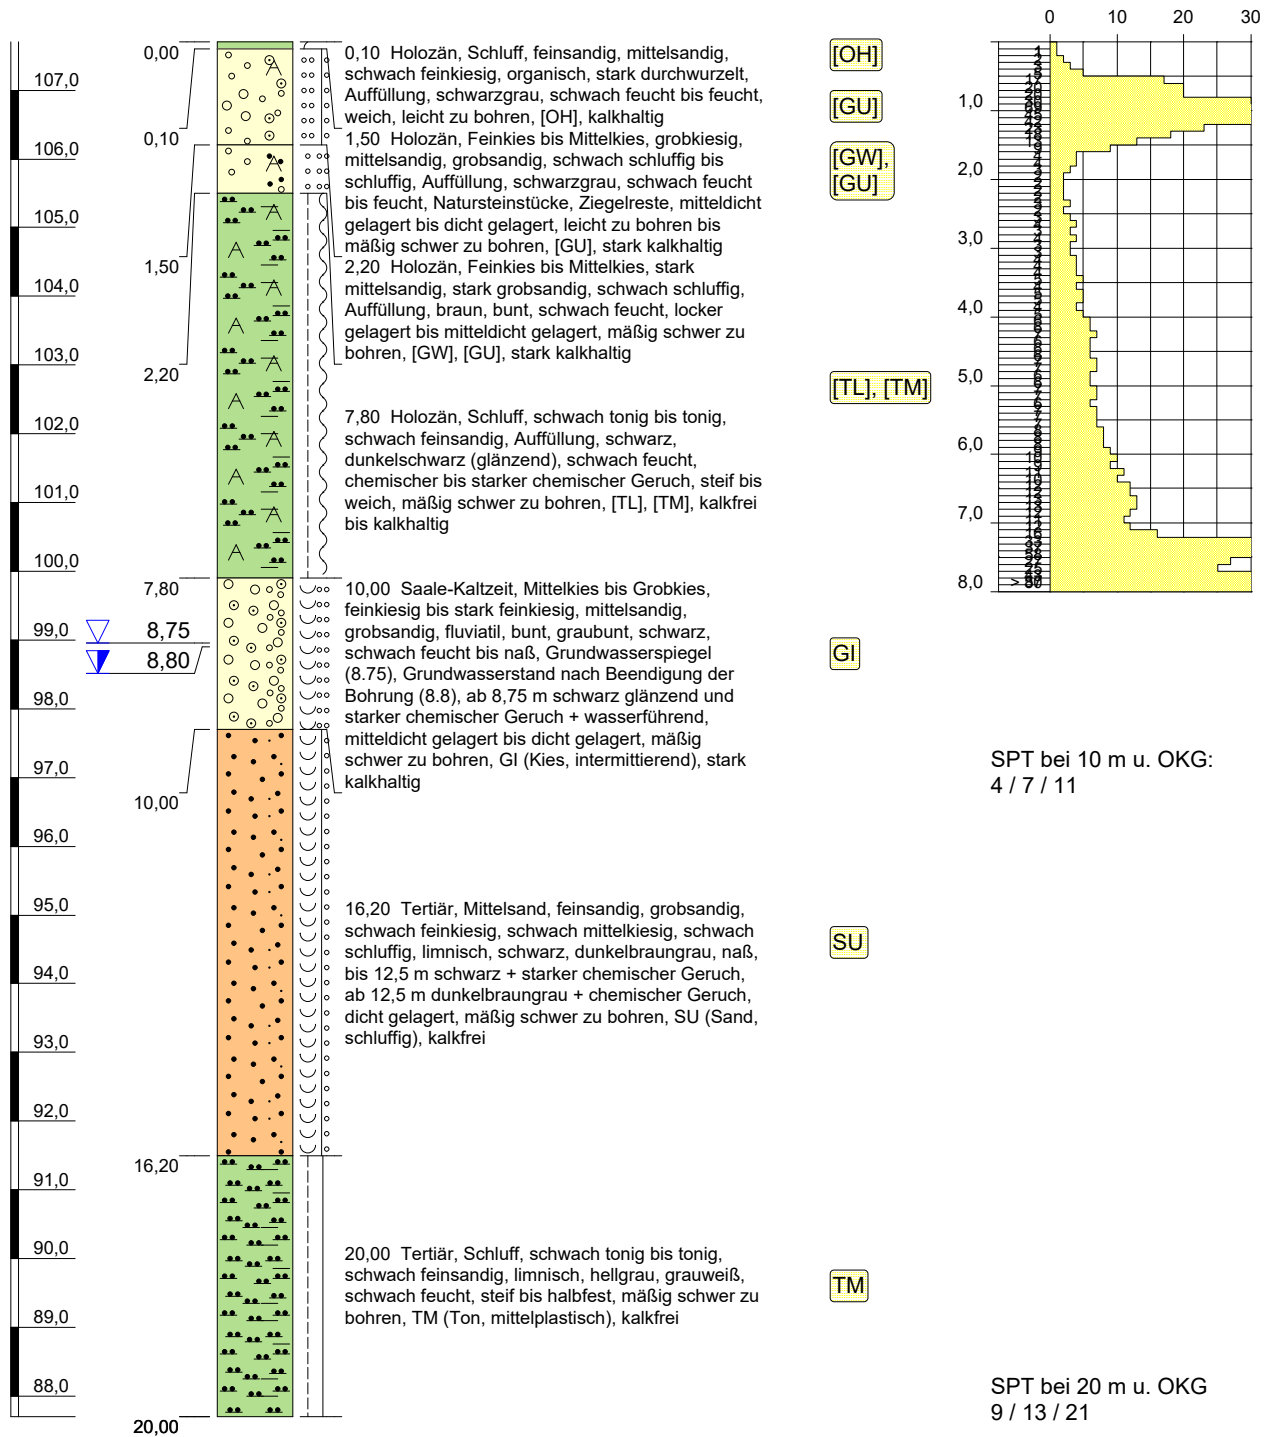 0 10 20 30
0,00
0,10 Holozän, Schluff, feinsandig, mittelsandig,
schwach feinkiesig, organisch, stark durchwurzelt,
Auffüllung, schwarzgrau, schwach feucht bis feucht,
weich, leicht zu bohren, [OH], kalkhaltig
[OH]
107,0
0,10
1,50 Holozän, Feinkies bis Mittelkies, grobkiesig,
mittelsandig, grobsandig, schwach schluffig bis
schluffig, Auffüllung, schwarzgrau, schwach feucht
bis feucht, Natursteinstücke, Ziegelreste, mitteldicht
gelagert bis dicht gelagert, leicht zu bohren bis
mäßig schwer zu bohren, [GU], stark kalkhaltig
[GU]
106,0
105,0
1,50
2,20 Holozän, Feinkies bis Mittelkies, stark
mittelsandig, stark grobsandig, schwach schluffig,
Auffüllung, braun, bunt, schwach feucht, locker
gelagert bis mitteldicht gelagert, mäßig schwer zu
bohren, [GW], [GU], stark kalkhaltig
[GW],
[GU]
104,0
103,0
2,20
7,80 Holozän, Schluff, schwach tonig bis tonig,
schwach feinsandig, Auffüllung, schwarz,
dunkelschwarz (glänzend), schwach feucht,
chemischer bis starker chemischer Geruch, steif bis
weich, mäßig schwer zu bohren, [TL], [TM], kalkfrei
bis kalkhaltig
[TL], [TM]
102,0
101,0
100,0
7,80
10,00 Saale-Kaltzeit, Mittelkies bis Grobkies,
feinkiesig bis stark feinkiesig, mittelsandig,
grobsandig, fluviatil, bunt, graubunt, schwarz,
schwach feucht bis naß, Grundwasserspiegel
(8.75), Grundwasserstand nach Beendigung der
Bohrung (8.8), ab 8,75 m schwarz glänzend und
starker chemischer Geruch + wasserführend,
mitteldicht gelagert bis dicht gelagert, mäßig
schwer zu bohren, GI (Kies, intermittierend), stark
kalkhaltig
GI
99,0
8,75
8,80
98,0
97,0
10,00
96,0
95,0
16,20 Tertiär, Mittelsand, feinsandig, grobsandig,
schwach feinkiesig, schwach mittelkiesig, schwach
schluffig, limnisch, schwarz, dunkelbraungrau, naß,
bis 12,5 m schwarz + starker chemischer Geruch,
ab 12,5 m dunkelbraungrau + chemischer Geruch,
dicht gelagert, mäßig schwer zu bohren, SU (Sand,
schluffig), kalkfrei
SU
94,0
93,0
92,0
16,20
91,0
90,0
20,00 Tertiär, Schluff, schwach tonig bis tonig,
schwach feinsandig, limnisch, hellgrau, grauweiß,
schwach feucht, steif bis halbfest, mäßig schwer zu
bohren, TM (Ton, mittelplastisch), kalkfrei
TM
89,0
88,0
20,00
1,0
2,0
3,0
4,0
5,0
6,0
7,0
8,0
SPT bei 10 m u. OKG:
4 / 7 / 11
SPT bei 20 m u. OKG
9 / 13 / 21